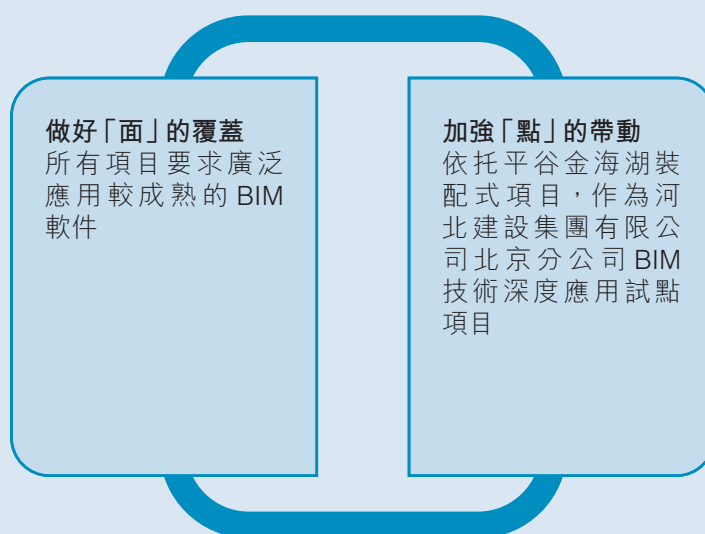 做好「面」的覆蓋
所有項目要求廣泛
應用較成熟的 BIM
軟件
加強「點」的帶動
依托平谷金海湖裝
配式項目，作為河
北建設集團有限公
司北京分公司 BIM
技術深度應用試點
項目